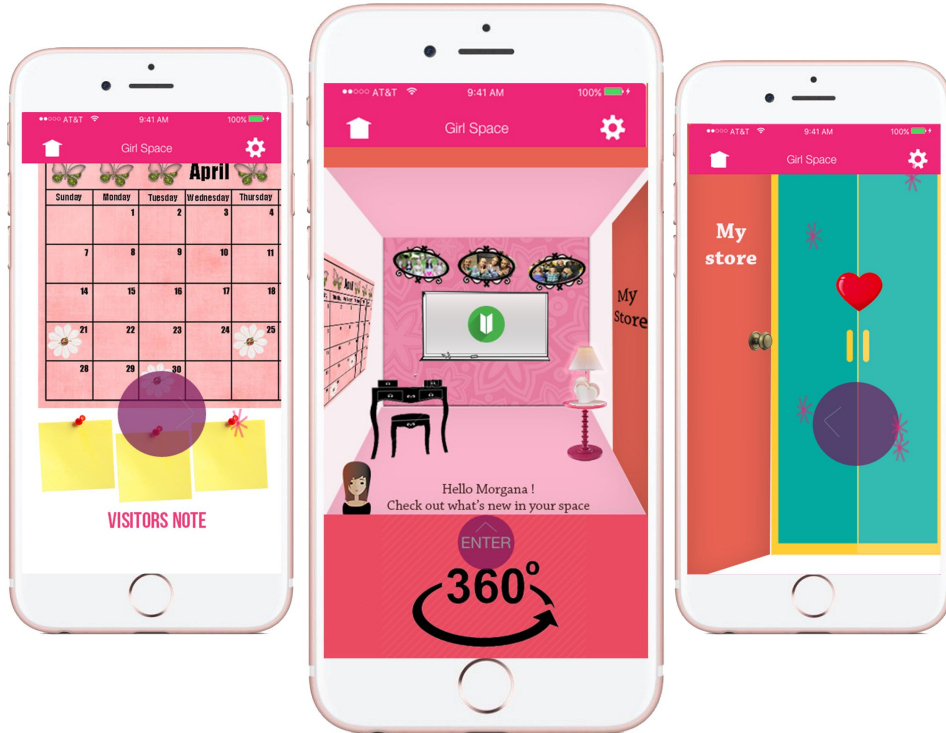 AT&T 9:41 AM 100%
Girl Space
April
Sunday Monday Tuesday Wednesday Thursday
1 2 3 4
7 8 9 10 11
14 15 16 17 18
21 22 23 24 25
28 29 30
VISITORS NOTE
AT&T 9:41 AM 100%
Girl Space
April
My
Store
Hello Morgana !
Check out what's new in your space
ENTER
360°
AT&T 9:41 AM 100%
Girl Space
My
store